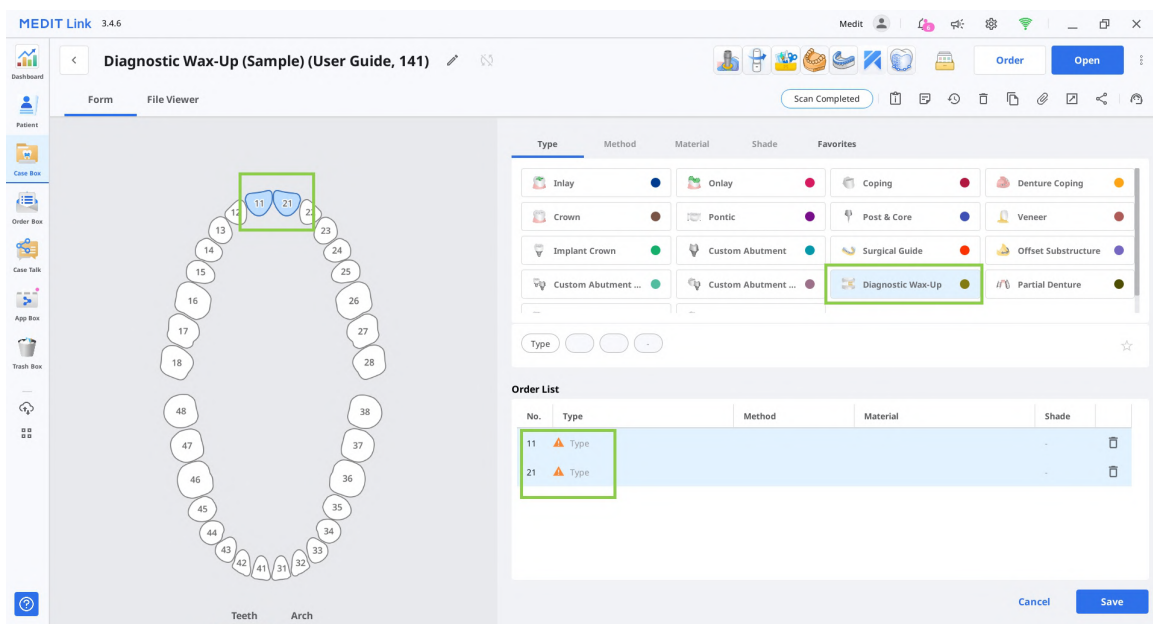 MEDIT Link 3.4.6
Medit
6
Dashboard
Patient
Case Box
Order Box
Case Talk
App Box
Trash Box
Diagnostic Wax-Up (Sample) (User Guide, 141)
Order
Open
Form File Viewer
Scan Completed
11 21
12 22
13 23
14 24
15 25
16 26
17 27
18 28
48 38
47 37
46 36
45 35
44 34
43 33
42 41 31 32
Teeth Arch
Type Method Material Shade Favorites
Inlay Onlay Coping Denture Coping
Crown Pontic Post & Core Veneer
Implant Crown Custom Abutment Surgical Guide Offset Substructure
Custom Abutment ... Custom Abutment ... Diagnostic Wax-Up Partial Denture
Type -
Order List
No. Type Method Material Shade
11 Type -
21 Type -
Cancel Save